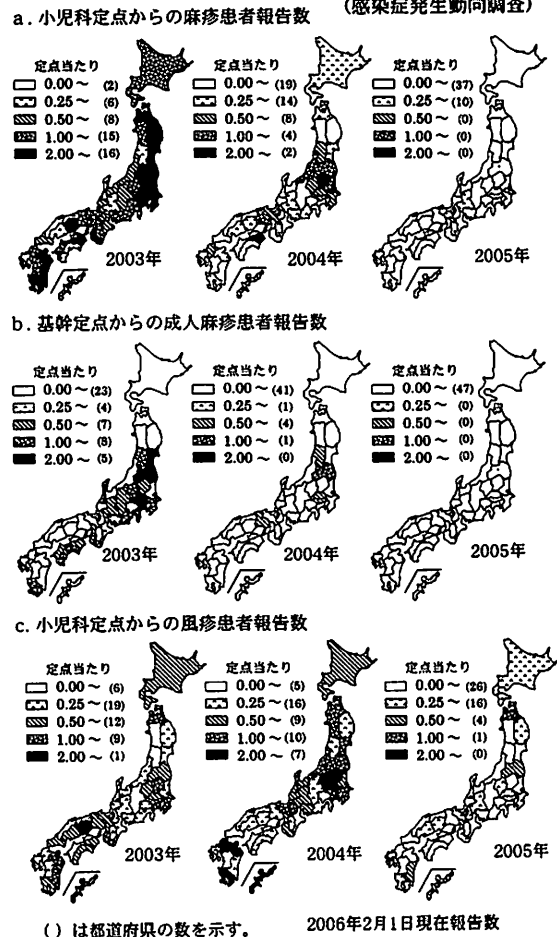 (感染症発生動向調査)
a. 小児科定点からの麻疹患者報告数
定点当たり
0.00～ (2)
0.25～ (6)
0.50～ (8)
1.00～ (15)
2.00～ (16)
2003年
定点当たり
0.00～ (19)
0.25～ (14)
0.50～ (8)
1.00～ (4)
2.00～ (2)
2004年
定点当たり
0.00～ (37)
0.25～ (10)
0.50～ (0)
1.00～ (0)
2.00～ (0)
2005年
b. 基幹定点からの成人麻疹患者報告数
定点当たり
0.00～ (23)
0.25～ (4)
0.50～ (7)
1.00～ (8)
2.00～ (5)
2003年
定点当たり
0.00～ (41)
0.25～ (1)
0.50～ (4)
1.00～ (1)
2.00～ (0)
2004年
定点当たり
0.00～ (47)
0.25～ (0)
0.50～ (0)
1.00～ (0)
2.00～ (0)
2005年
c. 小児科定点からの風疹患者報告数
定点当たり
0.00～ (6)
0.25～ (19)
0.50～ (12)
1.00～ (9)
2.00～ (1)
2003年
定点当たり
0.00～ (5)
0.25～ (16)
0.50～ (9)
1.00～ (10)
2.00～ (7)
2004年
定点当たり
0.00～ (26)
0.25～ (16)
0.50～ (4)
1.00～ (1)
2.00～ (0)
2005年
( ) は都道府県の数を示す。
2006年2月1日現在報告数